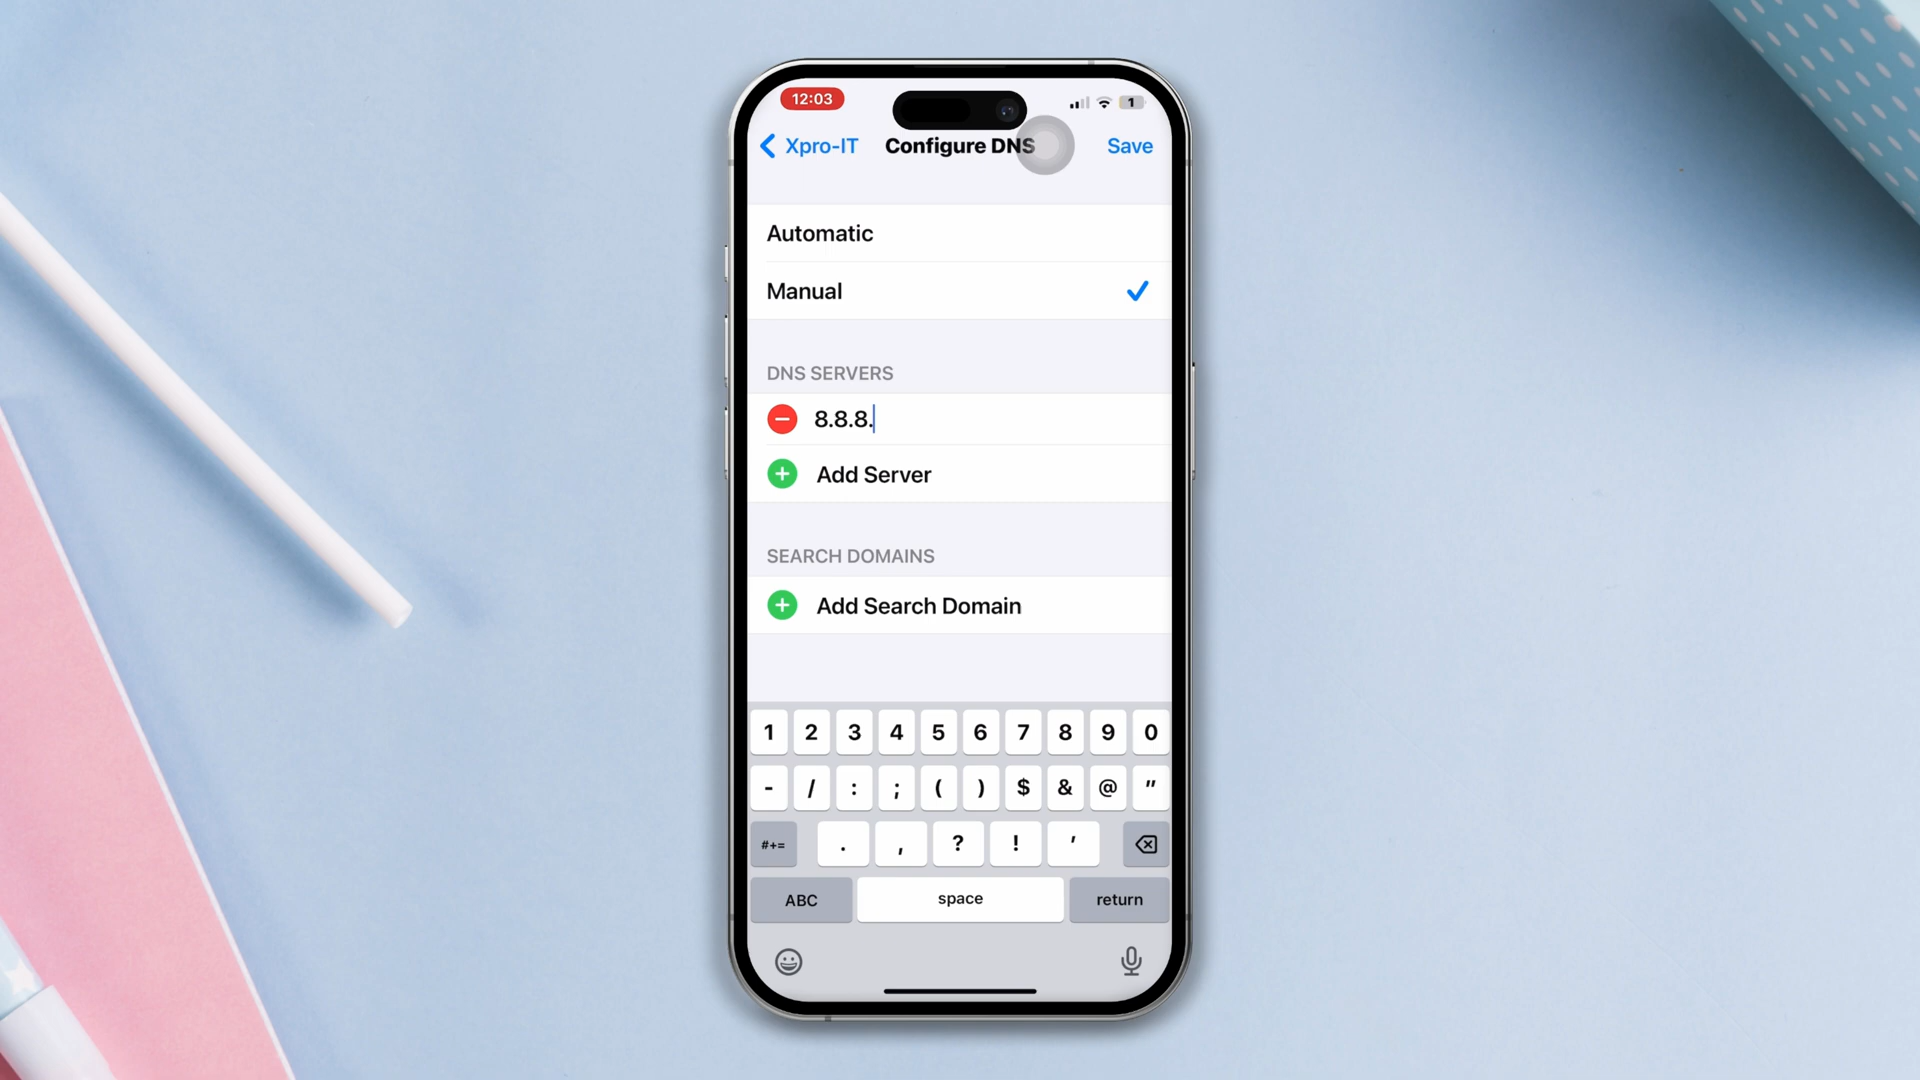 12:03
1
Xpro-IT Configure DNS Save
Automatic
Manual
DNS SERVERS
8.8.8.
Add Server
SEARCH DOMAINS
Add Search Domain
1 2 3 4 5 6 7 8 9 0
- / : ; ( ) $ & @ "
#+= . , ? ! '
ABC space return